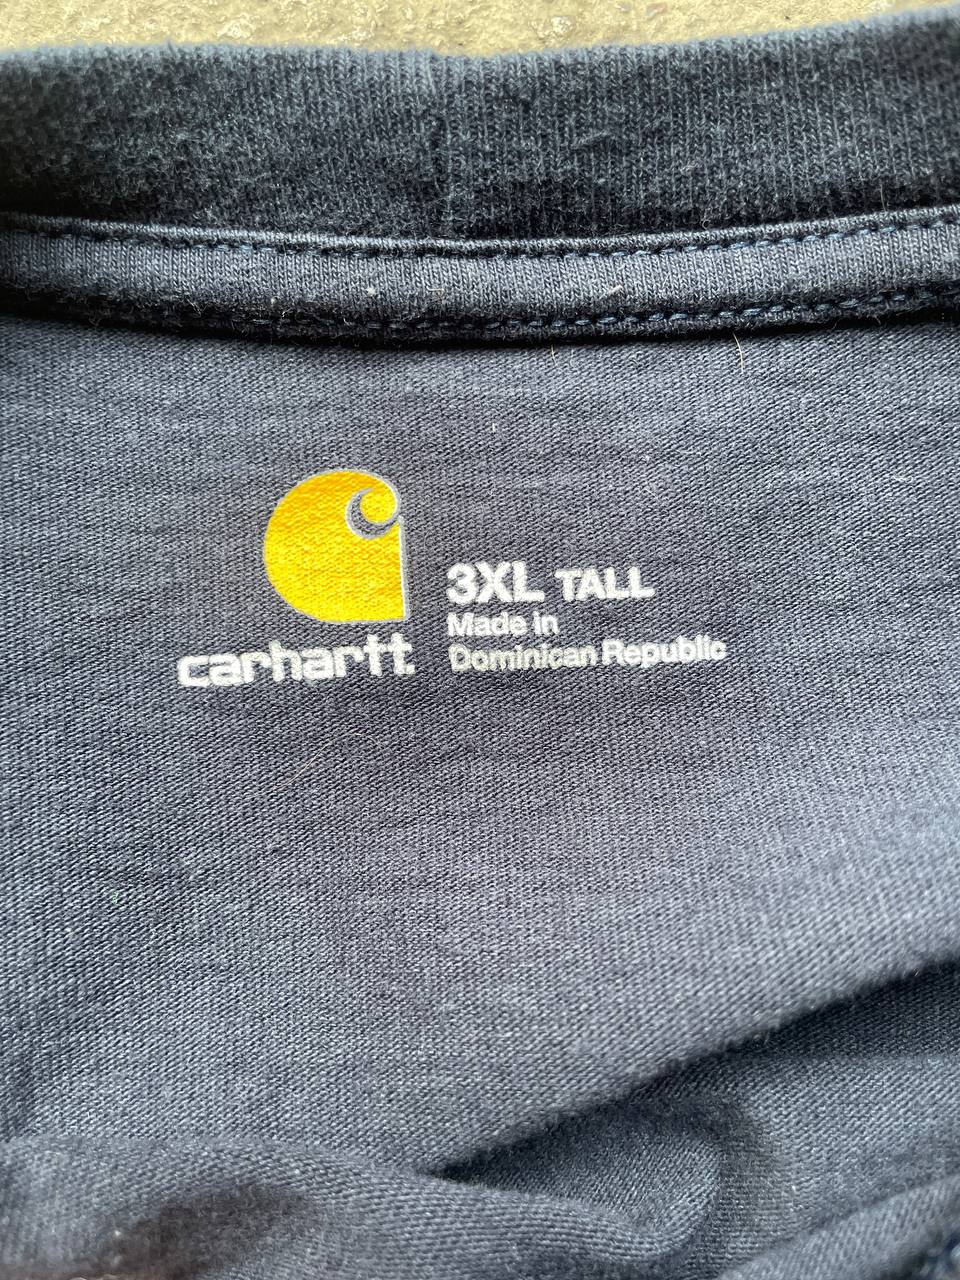 carhartt
3XL TALL
Made in
Dominican Republic